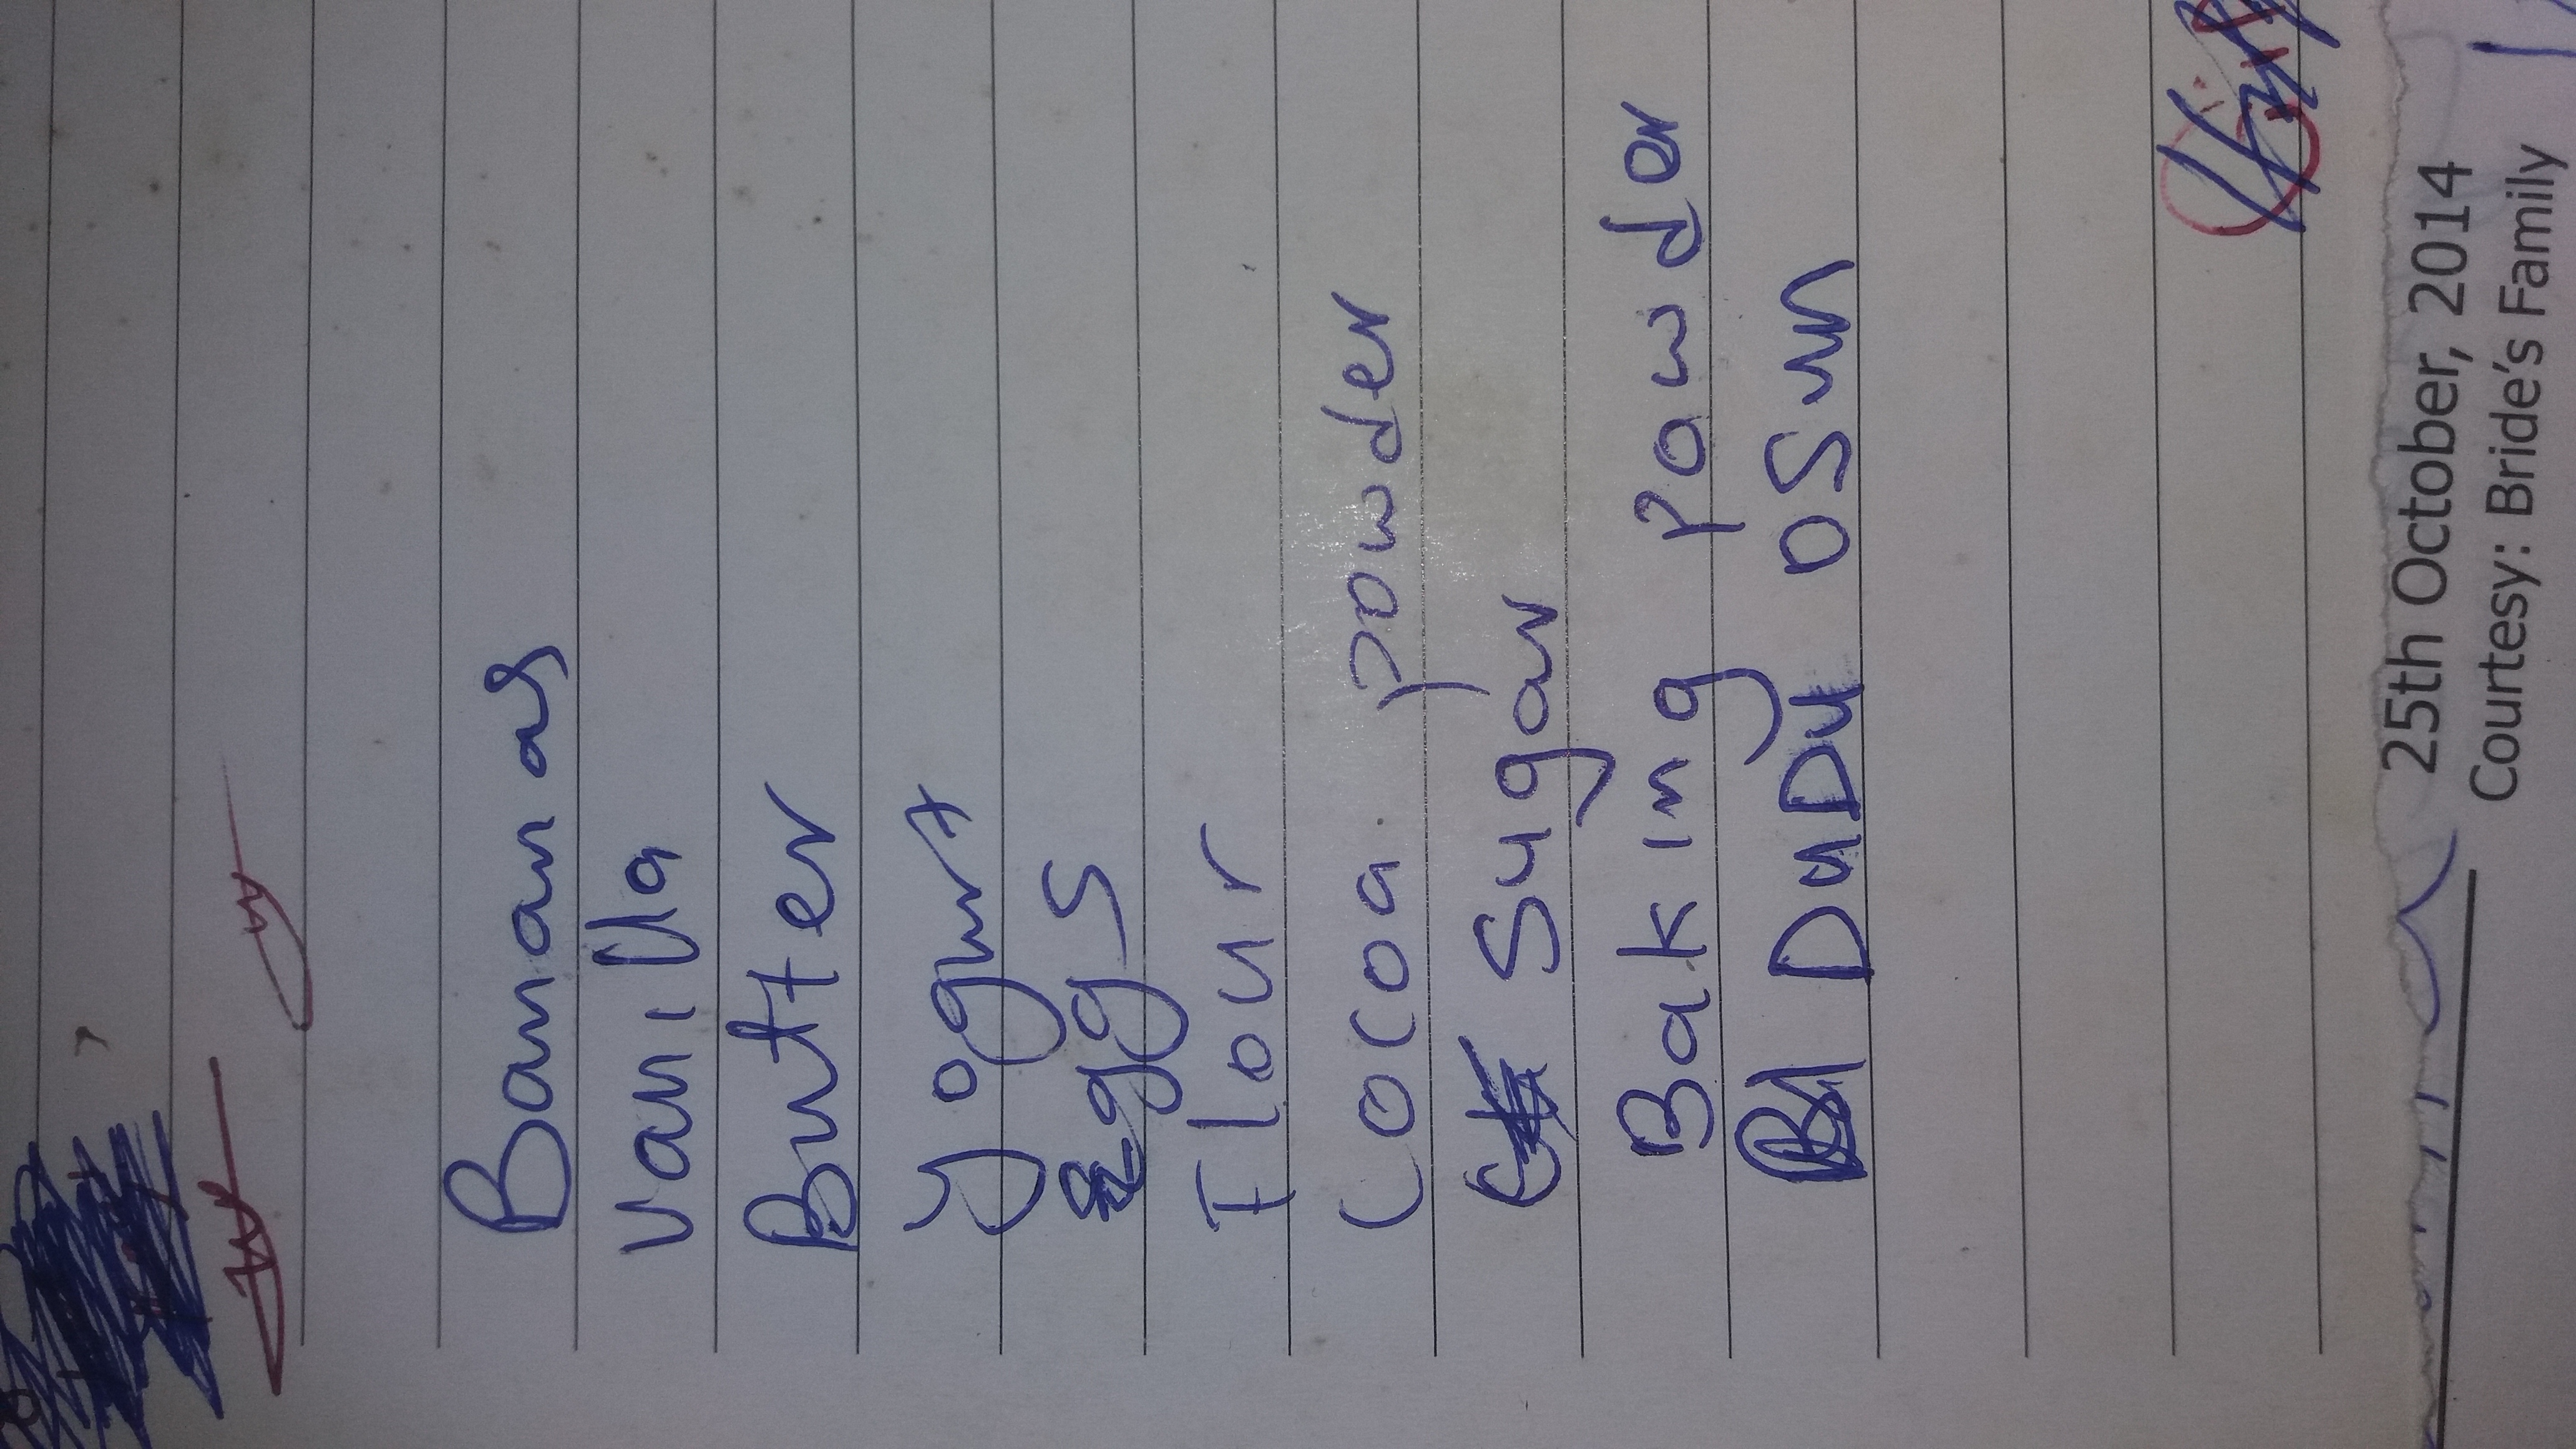 Bananas
Vanilla
Butter
Yogurt
Eggs
Flour
Cocoa powder
Sugar
Baking powder
DuDu osun
25th October, 2014
Courtesy: Bride's Family